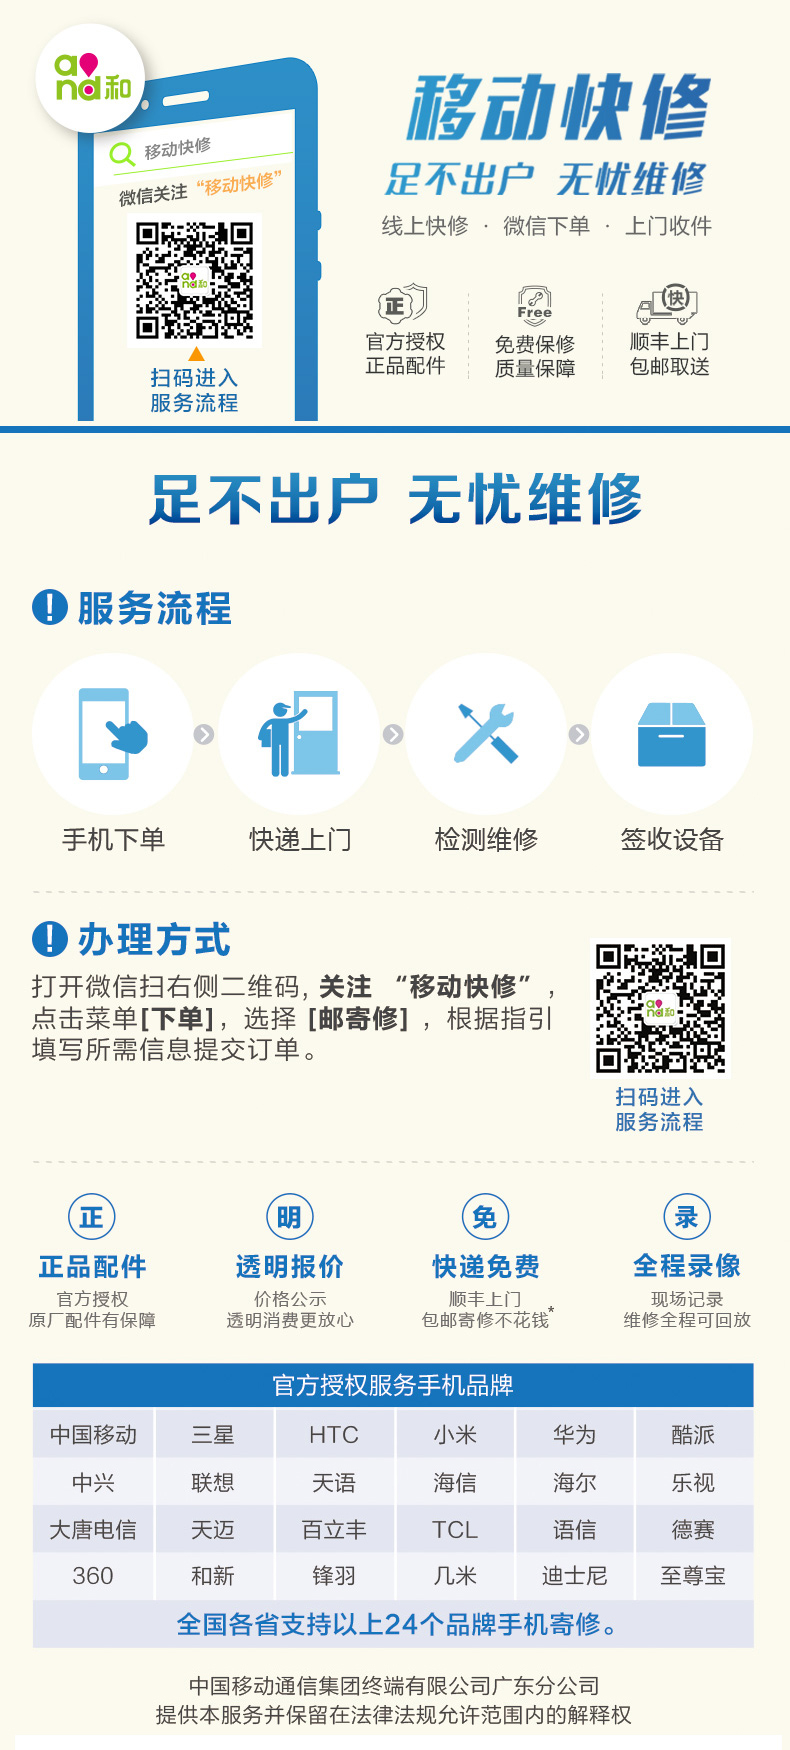 and和
移动快修
微信关注 “移动快修”
and和
扫码进入
服务流程
移动快修
足不出户 无忧维修
线上快修 · 微信下单 · 上门收件
正
官方授权
正品配件
Free
免费保修
质量保障
快
顺丰上门
包邮取送
足不出户 无忧维修
! 服务流程
手机下单
快递上门
检测维修
签收设备
! 办理方式
打开微信扫右侧二维码, 关注 “移动快修” ,
点击菜单[下单] , 选择 [邮寄修] , 根据指引
填写所需信息提交订单。
and和
扫码进入
服务流程
正
正品配件
官方授权
原厂配件有保障
明
透明报价
价格公示
透明消费更放心
免
快递免费
顺丰上门
包邮寄修不花钱*
录
全程录像
现场记录
维修全程可回放
官方授权服务手机品牌
中国移动 三星 HTC 小米 华为 酷派
中兴 联想 天语 海信 海尔 乐视
大唐电信 天迈 百立丰 TCL 语信 德赛
360 和新 锋羽 几米 迪士尼 至尊宝
全国各省支持以上24个品牌手机寄修。
中国移动通信集团终端有限公司广东分公司
提供本服务并保留在法律法规允许范围内的解释权